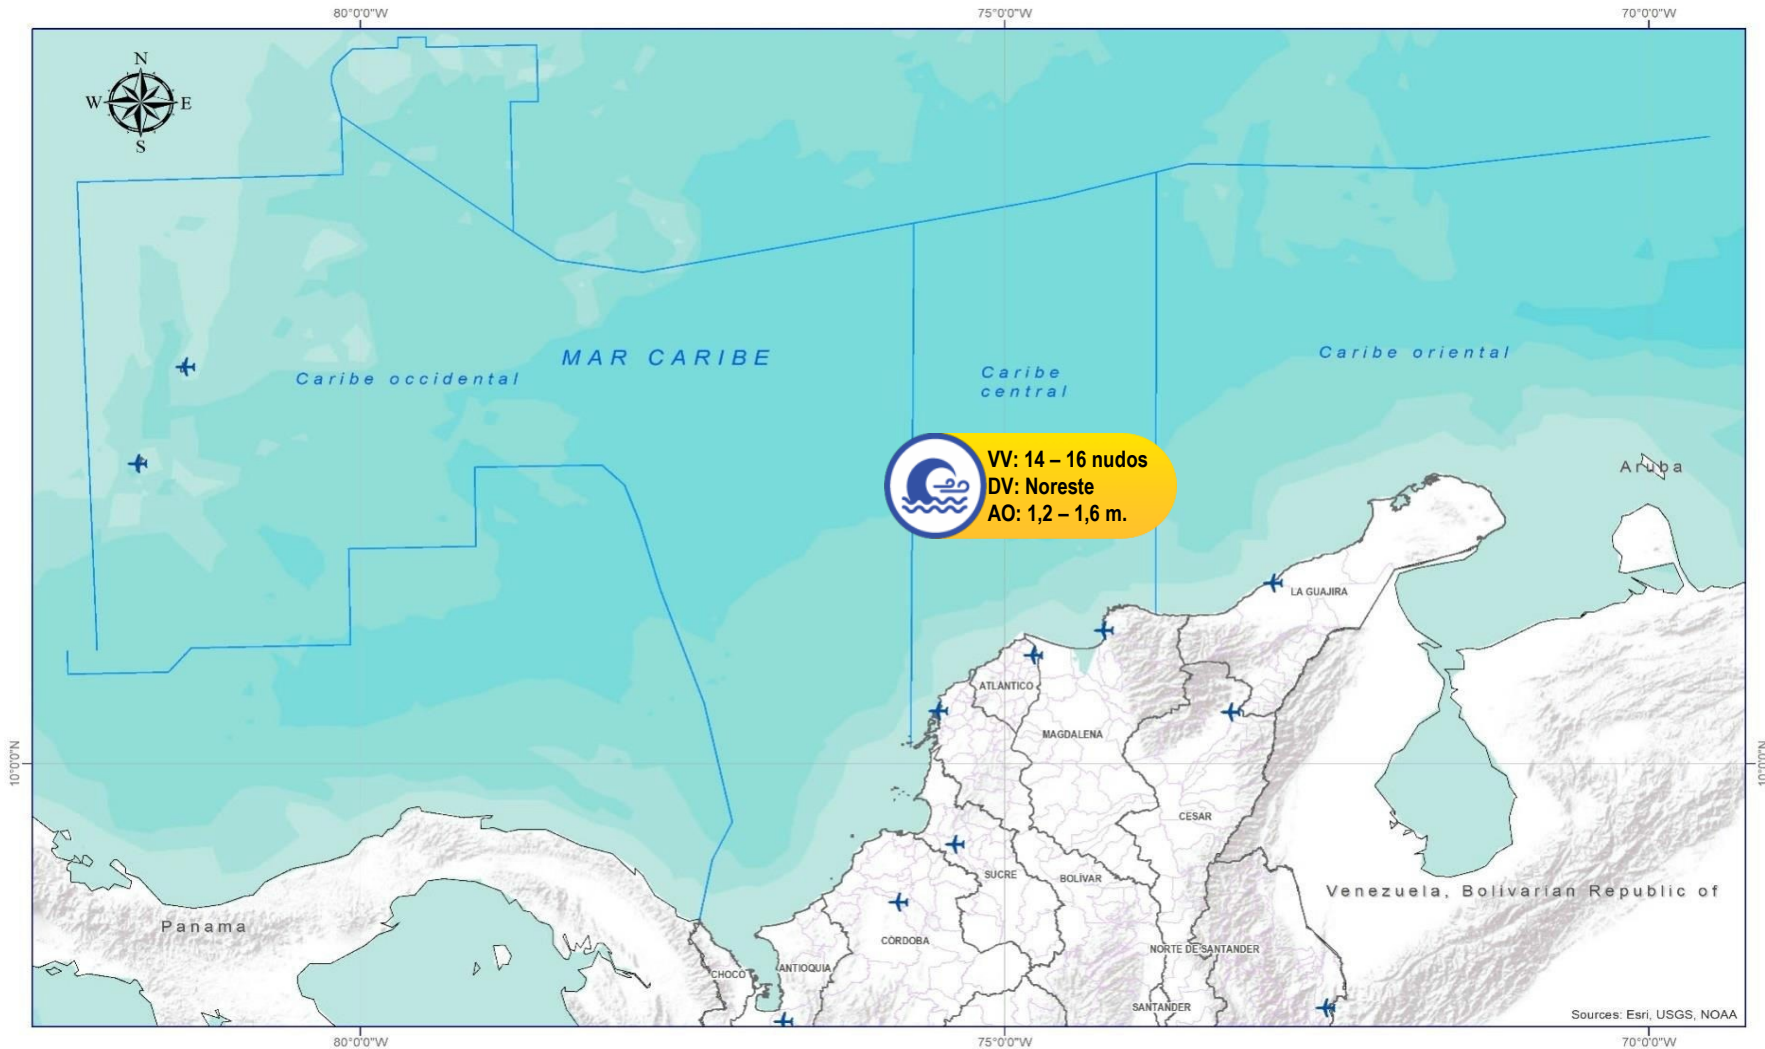 80°0'0"W
75°0'0"W
70°0'0"W
N
W
E
S
MAR CARIBE
Caribe occidental
Caribe
central
Caribe oriental
VV: 14 – 16 nudos
DV: Noreste
AO: 1,2 – 1,6 m.
Aruba
LA GUAJIRA
ATLÁNTICO
MAGDALENA
10°0'0"N
10°0'0"N
CESAR
SUCRE
BOLÍVAR
Venezuela, Bolivarian Republic of
Panama
CÓRDOBA
NORTE DE SANTANDER
CHOCÓ
ANTIOQUIA
SANTANDER
Sources: Esri, USGS, NOAA
80°0'0"W
75°0'0"W
70°0'0"W